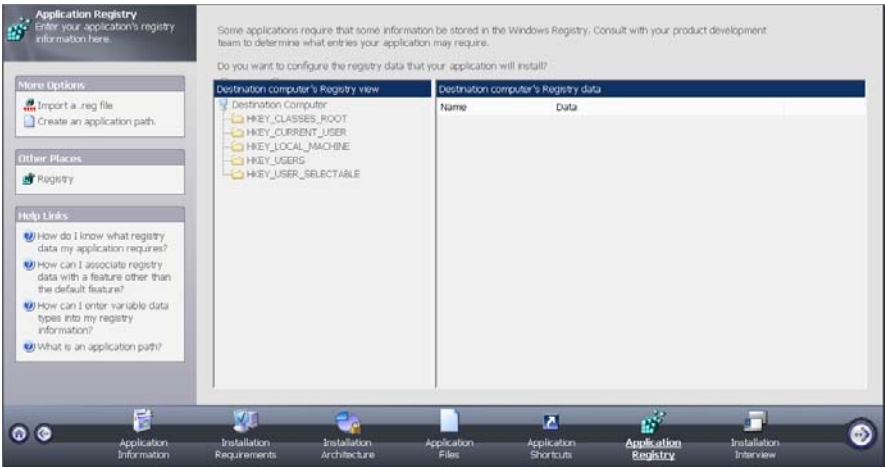 Application Registry
Enter your application's registry
information here.
Some applications require that some information be stored in the Windows Registry. Consult with your product development
team to determine what entries your application may require.
Do you want to configure the registry data that your application will install?
More Options
Import a .reg file
Create an application path.
Other Places
Registry
Help Links
How do I know what registry
data my application requires?
How can I associate registry
data with a feature other than
the default feature?
How can I enter variable data
types into my registry
information?
What is an application path?
Destination computer's Registry view
Destination Computer
HKEY_CLASSES_ROOT
HKEY_CURRENT_USER
HKEY_LOCAL_MACHINE
HKEY_USERS
HKEY_USER_SELECTABLE
Destination computer's Registry data
Name Data
Application
Information
Installation
Requirements
Installation
Architecture
Application
Files
Application
Shortcuts
Application
Registry
Installation
Interview